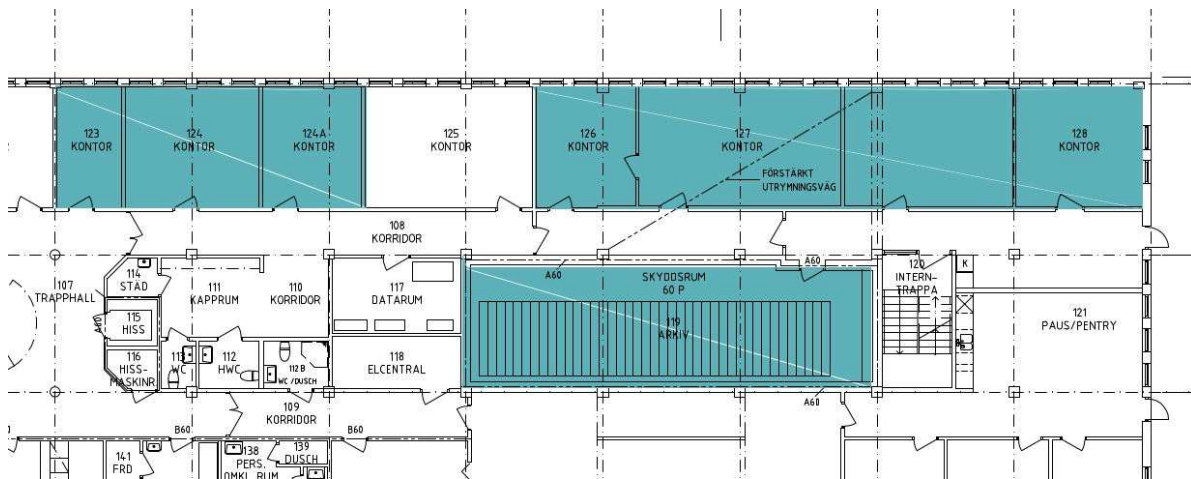 123
KONTOR
124
KONTOR
124A
KONTOR
125
KONTOR
126
KONTOR
127
KONTOR
128
KONTOR
FÖRSTÄRKT
UTRYMNINGSVÄG
108
KORRIDOR
107
TRAPPHALL
114
STÄD
111
KAPPRUM
110
KORRIDOR
117
DATARUM
A60
SKYDDSRUM
60 P
A60
120
INTERN-
TRAPPA
K
A60
115
HISS
119
ARKIV
121
PAUS/PENTRY
116
HISS-
MASKINR.
113
WC
112
HWC
112 B
WC/DUSCH
118
ELCENTRAL
A60
109
KORRIDOR
B60
B60
141
FRD
138
PERS.
OMKL.RUM
139
DUSCH